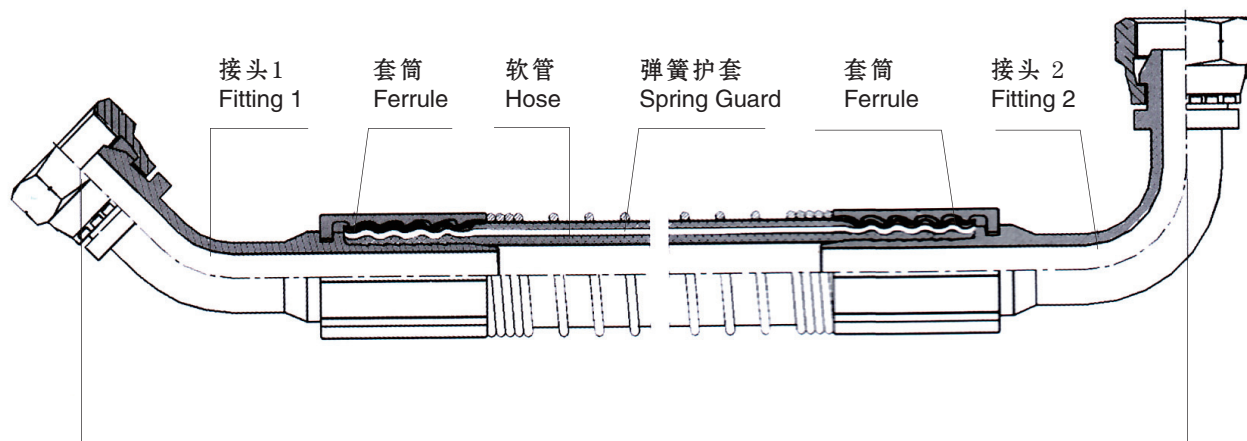 接头1
Fitting 1
套筒
Ferrule
软管
Hose
弹簧护套
Spring Guard
套筒
Ferrule
接头 2
Fitting 2